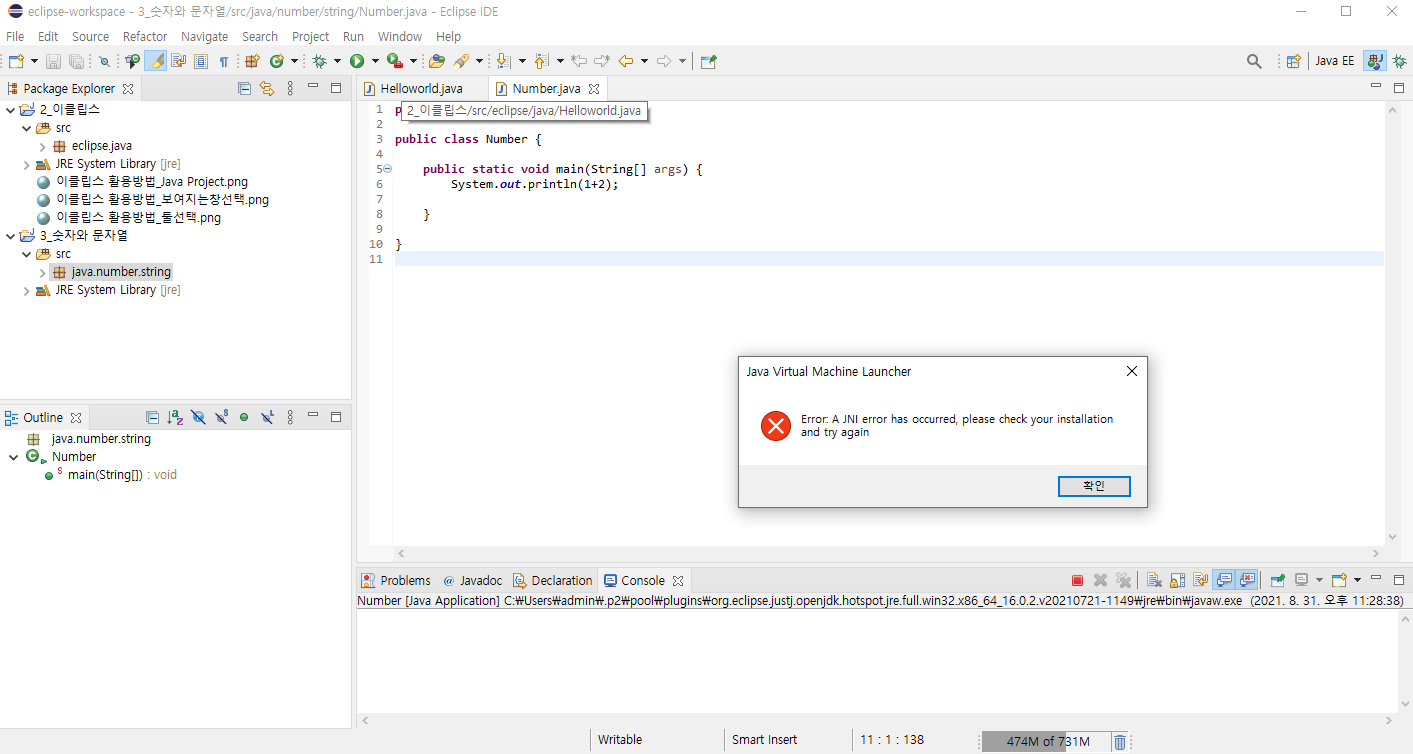 eclipse-workspace - 3_숫자와 문자열/src/java/number/string/Number.java - Eclipse IDE
File Edit Source Refactor Navigate Search Project Run Window Help
Java EE
Package Explorer
2_이클립스
src
eclipse.java
JRE System Library [jre]
이클립스 활용방법_Java Project.png
이클립스 활용방법_보여지는창선택.png
이클립스 활용방법_툴선택.png
3_숫자와 문자열
src
java.number.string
JRE System Library [jre]
Outline
java.number.string
Number
main(String[]) : void
Helloworld.java Number.java
1 p
2_이클립스/src/eclipse/java/Helloworld.java
2
3 public class Number {
4
5 public static void main(String[] args) {
6 System.out.println(1+2);
7
8 }
9
10 }
11
Java Virtual Machine Launcher
Error: A JNI error has occurred, please check your installation
and try again
확인
Problems @ Javadoc Declaration Console
Number [Java Application] C:₩Users₩admin₩.p2₩pool₩plugins₩org.eclipse.justj.openjdk.hotspot.jre.full.win32.x86_64_16.0.2.v20210721-1149₩jre₩bin₩javaw.exe (2021. 8. 31. 오후 11:28:38)
Writable Smart Insert 11 : 1 : 138 474M of 731M